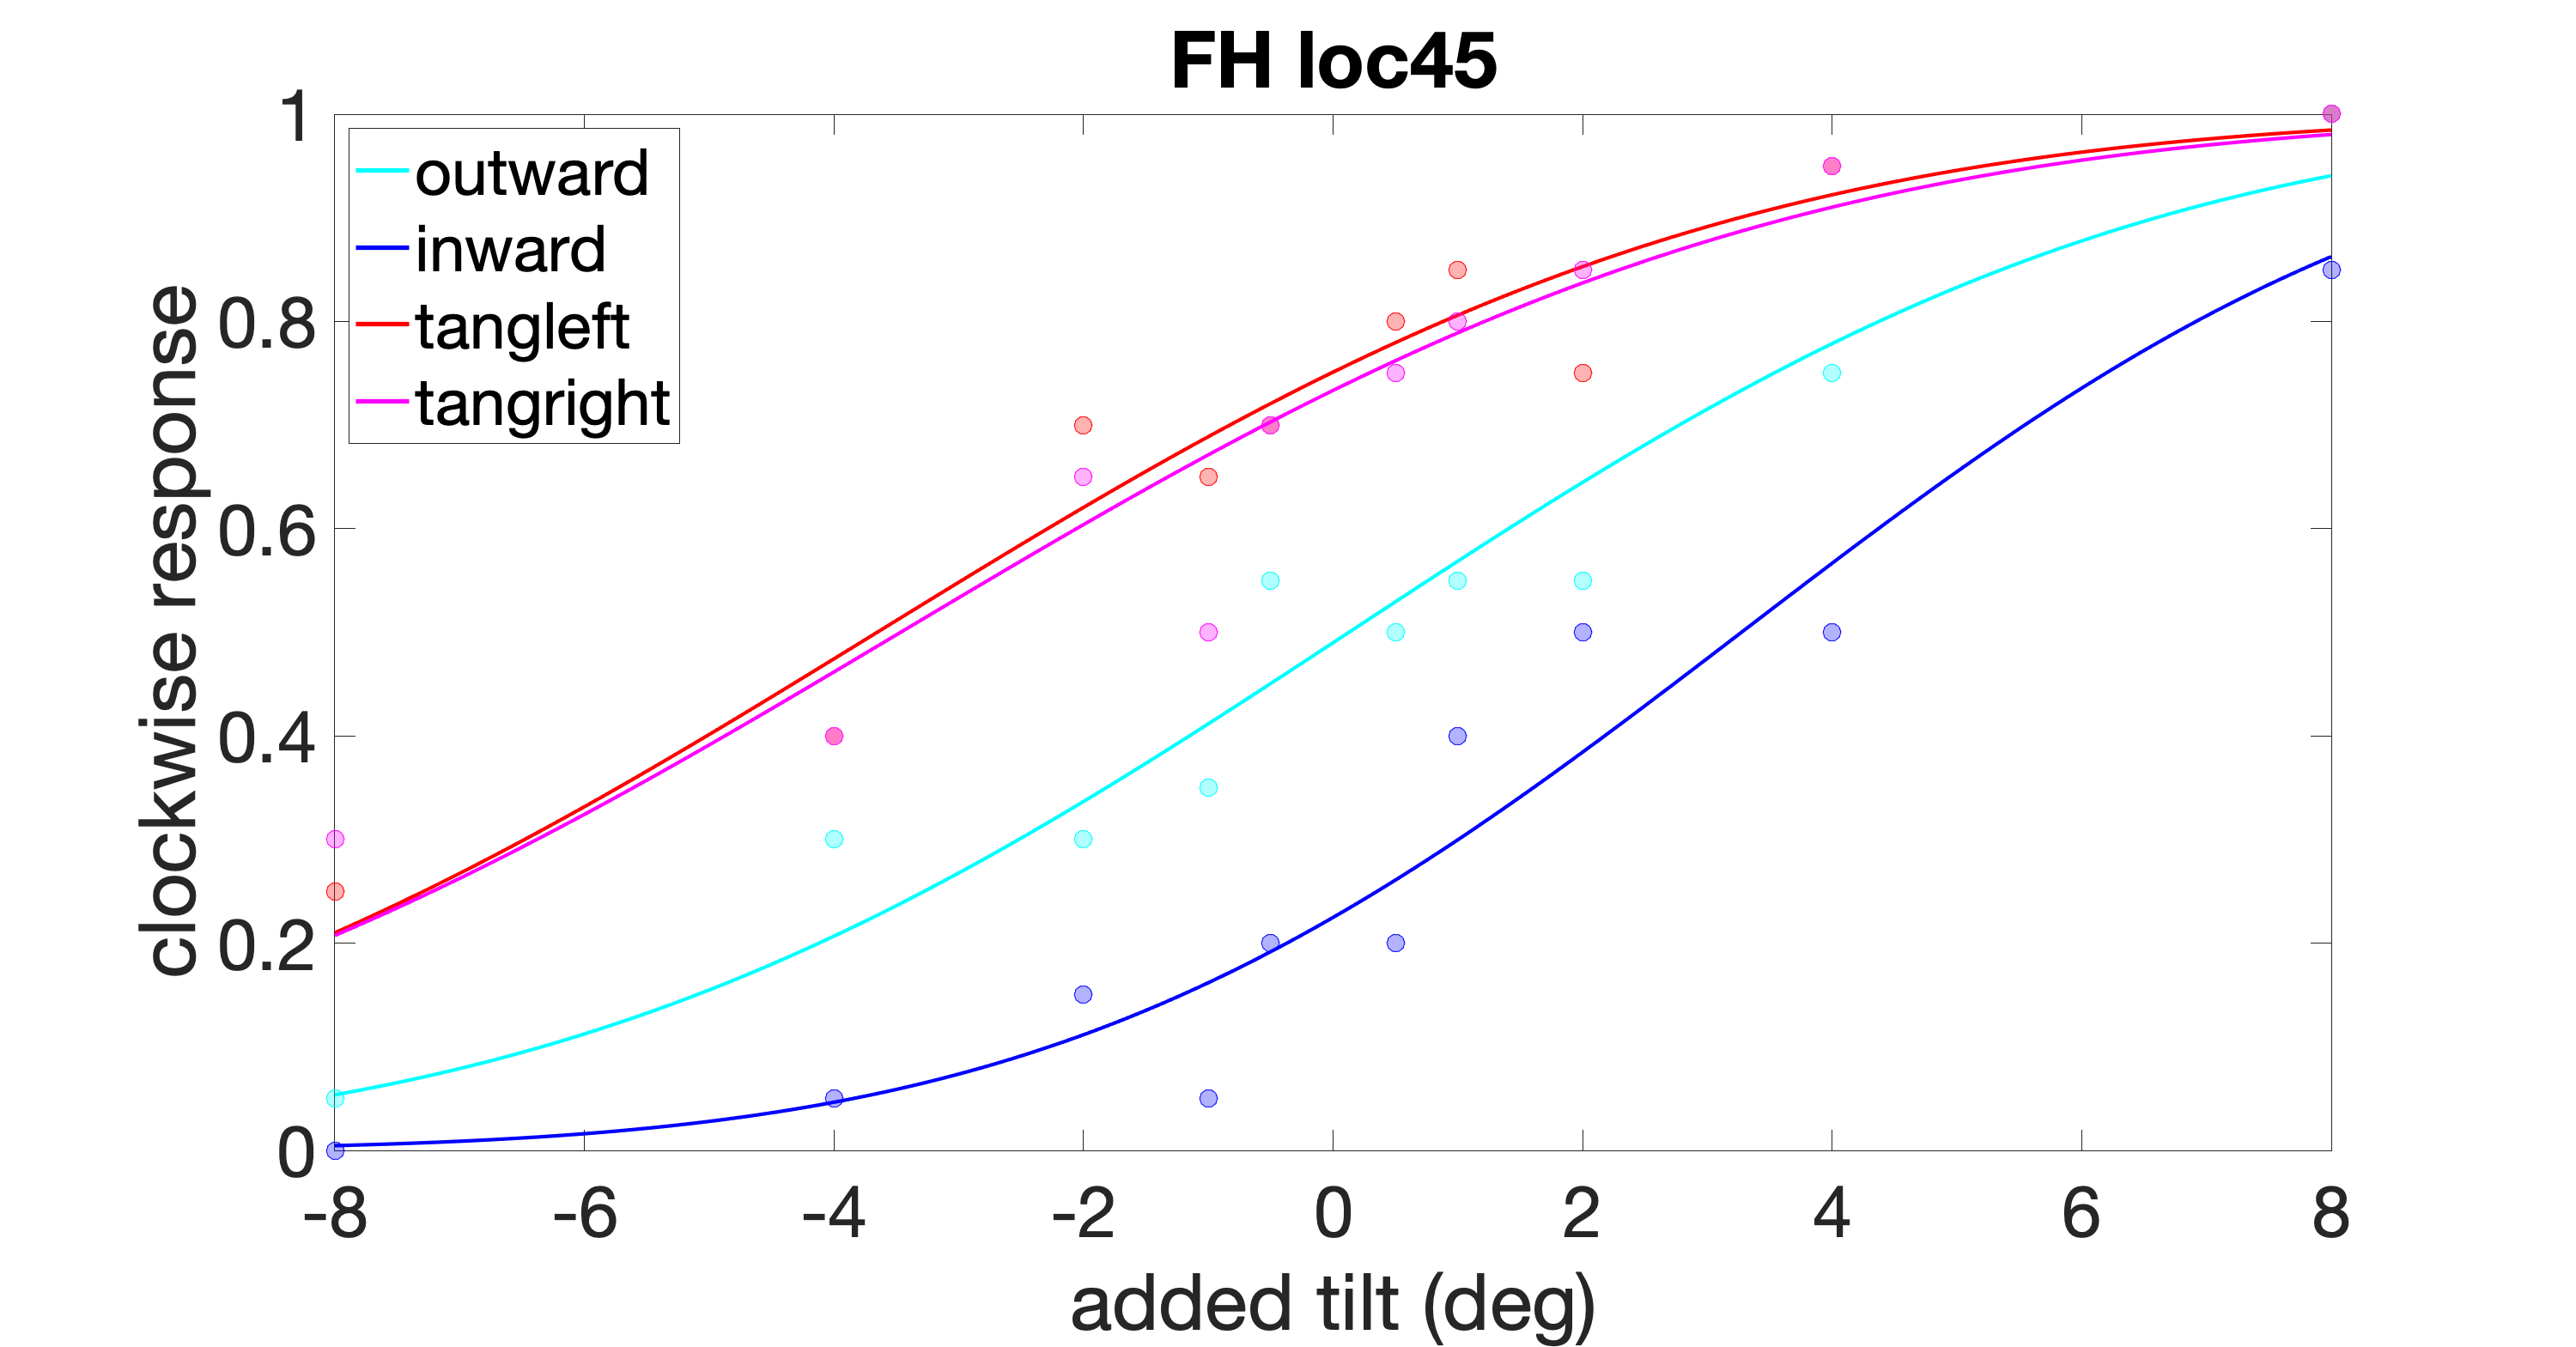 FH loc45
outward
inward
tangleft
tangright
clockwise response
1
0.8
0.6
0.4
0.2
0
-8 -6 -4 -2 0 2 4 6 8
added tilt (deg)